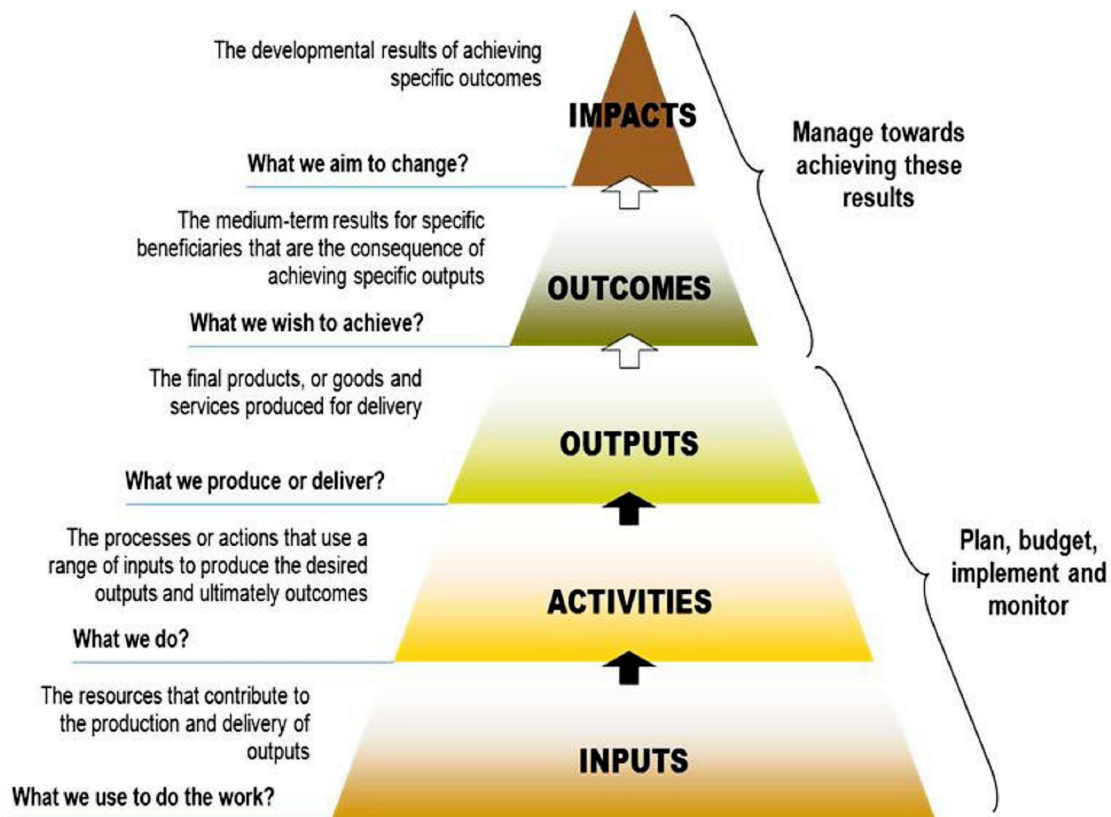 The developmental results of achieving
specific outcomes
IMPACTS
What we aim to change?
Manage towards
achieving these
results
The medium-term results for specific
beneficiaries that are the consequence of
achieving specific outputs
OUTCOMES
What we wish to achieve?
The final products, or goods and
services produced for delivery
OUTPUTS
What we produce or deliver?
The processes or actions that use a
range of inputs to produce the desired
outputs and ultimately outcomes
ACTIVITIES
What we do?
Plan, budget,
implement and
monitor
The resources that contribute to
the production and delivery of
outputs
INPUTS
What we use to do the work?